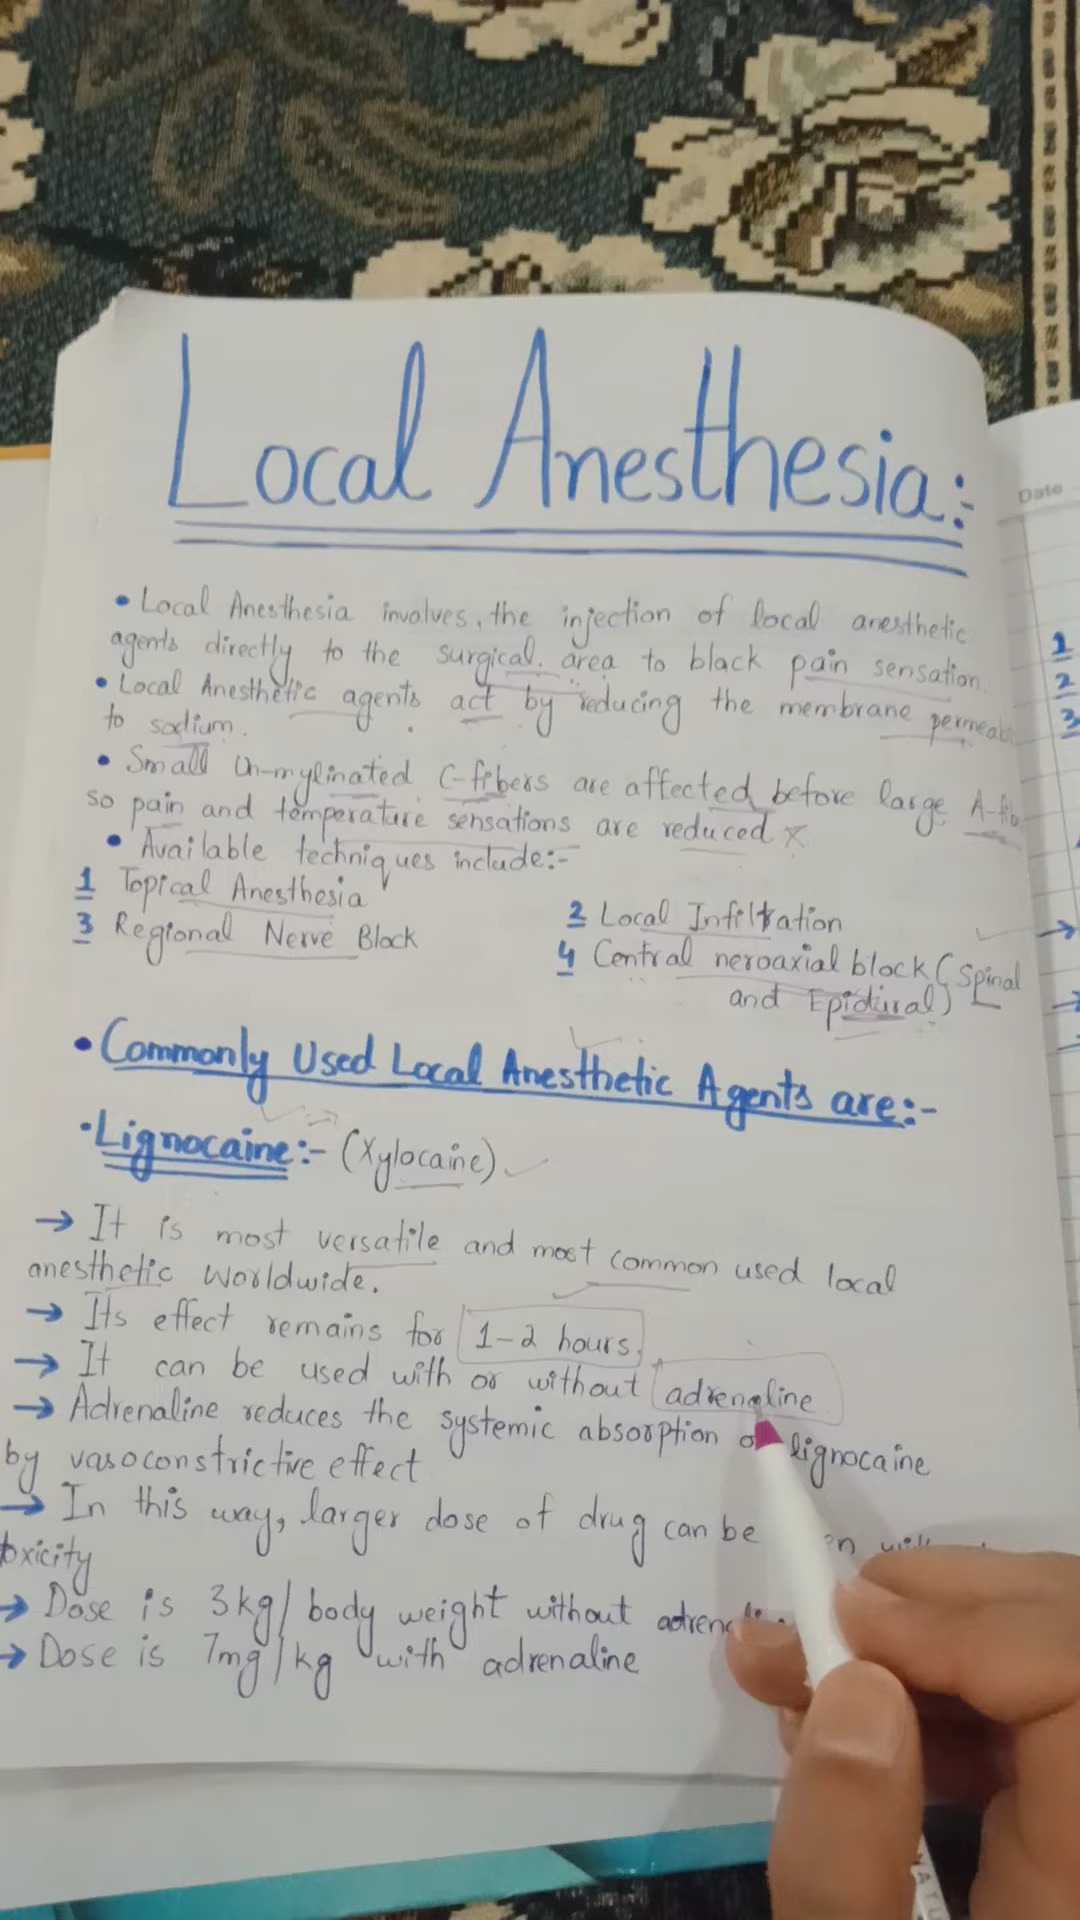 Local Anesthesia:-
• Local Anesthesia involves, the injection of local anesthetic
agents directly to the surgical area to black pain sensation.
• Local Anesthetic agents act by reducing the membrane
to sodium.
• Small Un-mylinated C-fibers are affected before large
so pain and temperature sensations are reduced
• Available techniques include:-
1 Topical Anesthesia
2 Local Infiltration
3 Regional Nerve Block
4 Central neroaxial block (Spinal
and Epidural)
• Commonly Used Local Anesthetic Agents are:-
• Lignocaine:- (Xylocaine)
→ It is most versatile and most common used local
anesthetic worldwide.
→ Its effect remains for 1-2 hours.
→ It can be used with or without adrenaline
→ Adrenaline reduces the systemic absorption lignocaine
by vasoconstrictive effect
→ In this way, larger dose of drug can be
→ Dose is 3kg/body weight without
→ Dose is 7mg/kg with adrenaline
Date
1
2
3